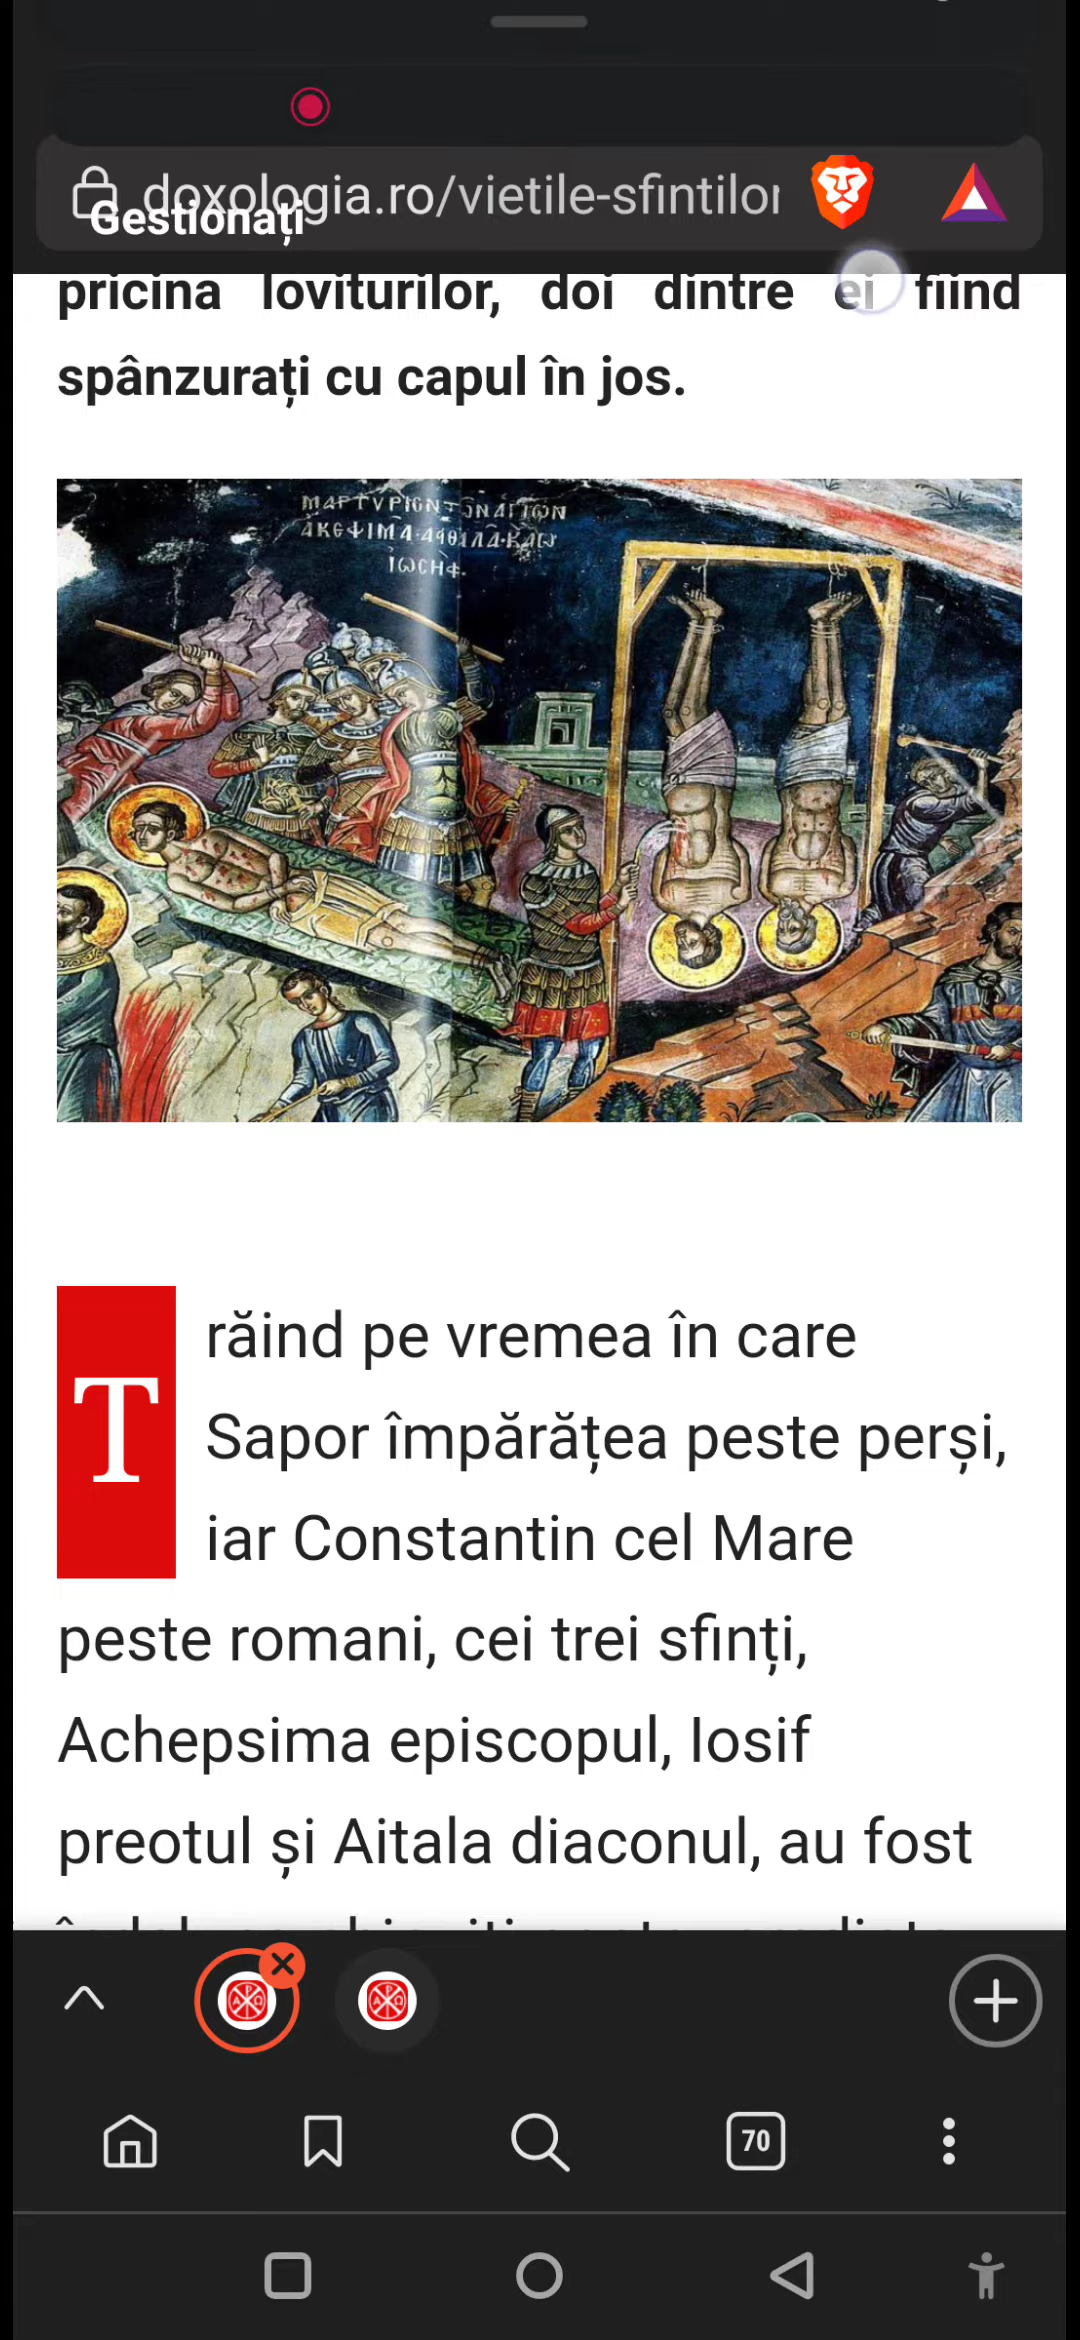 doxologia.ro/vietile-sfintilor
Gestionați
pricina loviturilor, doi dintre ei fiind
spânzurați cu capul în jos.
ΙΩCΗΦ.
T
răind pe vremea în care
Sapor împărățea peste perși,
iar Constantin cel Mare
peste romani, cei trei sfinți,
Achepsima episcopul, Iosif
preotul și Aitala diaconul, au fost
70